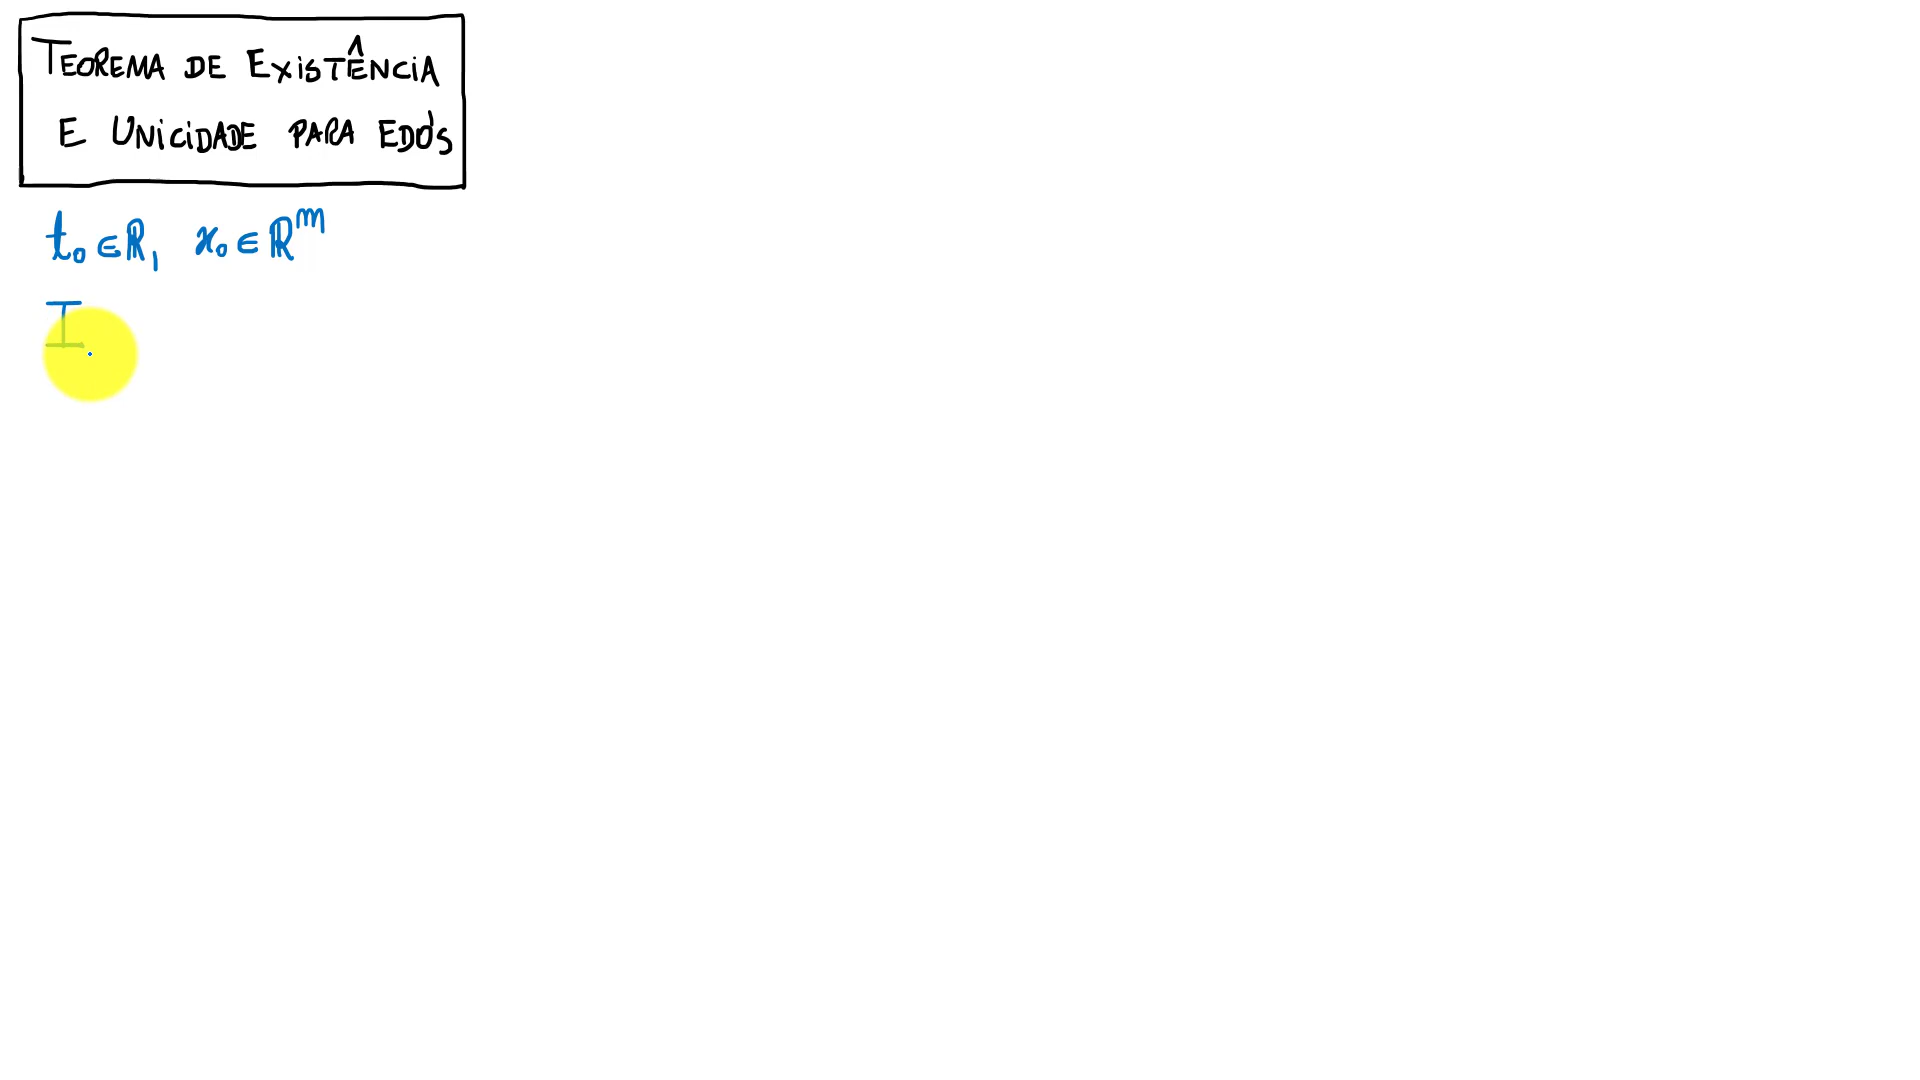 TEOREMA DE EXISTÊNCIA
E UNICIDADE PARA EDO'S
t₀ ∈ ℝ, x₀ ∈ ℝᵐ
I